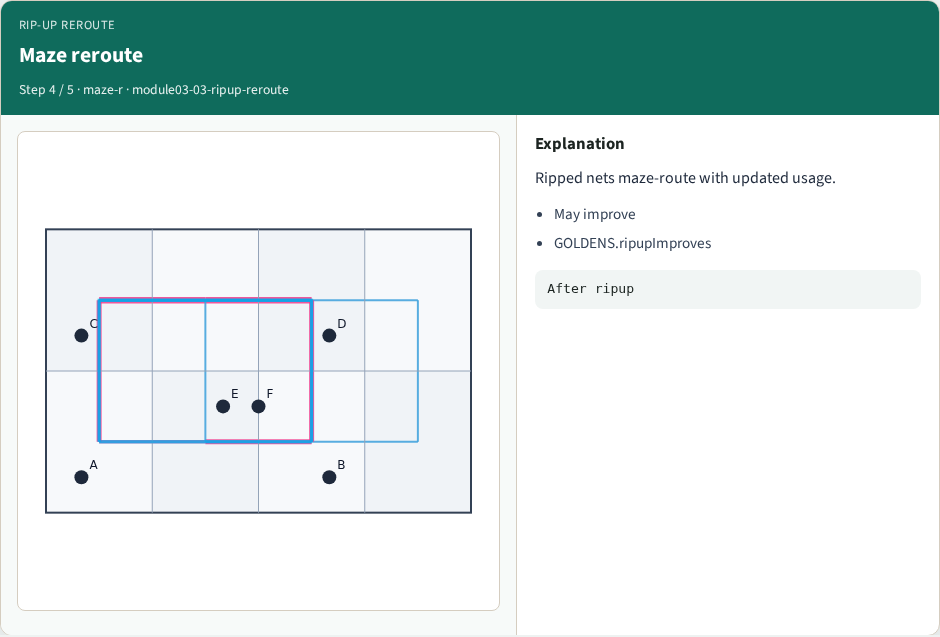 RIP-UP REROUTE
Maze reroute
Step 4 / 5 · maze-r · module03-03-ripup-reroute
C
D
E
F
A
B
Explanation
Ripped nets maze-route with updated usage.
May improve
GOLDENS.ripupImproves
After ripup